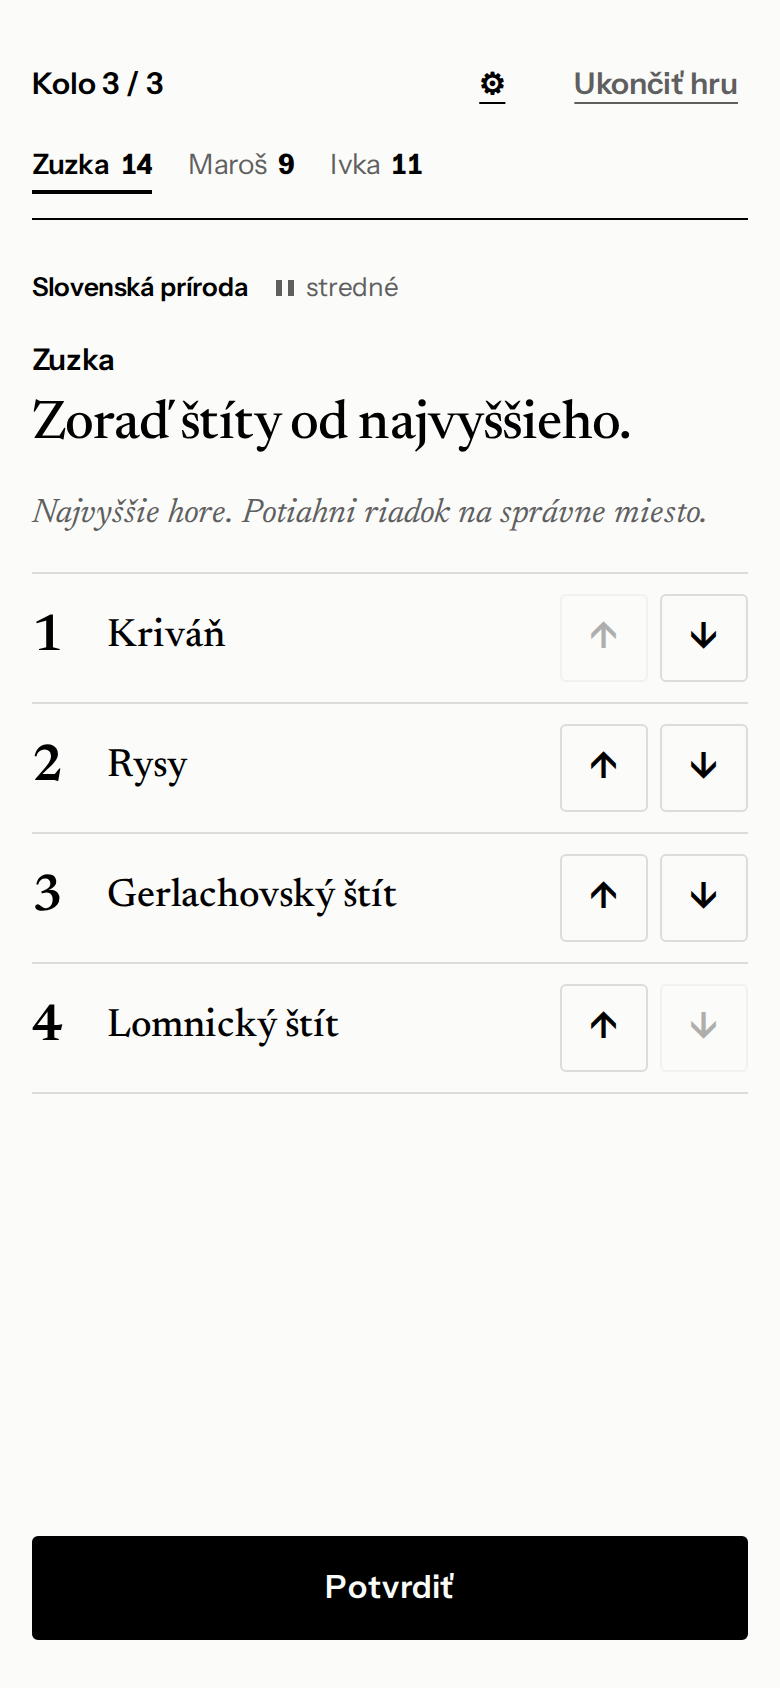 Kolo 3 / 3 ⚙ Ukončiť hru
Zuzka 14 Maroš 9 Ivka 11
Slovenská príroda stredné
Zuzka
Zoraď štíty od najvyššieho.
Najvyššie hore. Potiahni riadok na správne miesto.
1 Kriváň ↑ ↓
2 Rysy ↑ ↓
3 Gerlachovský štít ↑ ↓
4 Lomnický štít ↑ ↓
Potvrdiť